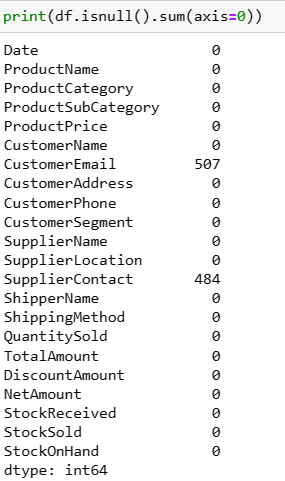 print(df.isnull().sum(axis=0))
Date 0
ProductName 0
ProductCategory 0
ProductSubCategory 0
ProductPrice 0
CustomerName 0
CustomerEmail 507
CustomerAddress 0
CustomerPhone 0
CustomerSegment 0
SupplierName 0
SupplierLocation 0
SupplierContact 484
ShipperName 0
ShippingMethod 0
QuantitySold 0
TotalAmount 0
DiscountAmount 0
NetAmount 0
StockReceived 0
StockSold 0
StockOnHand 0
dtype: int64